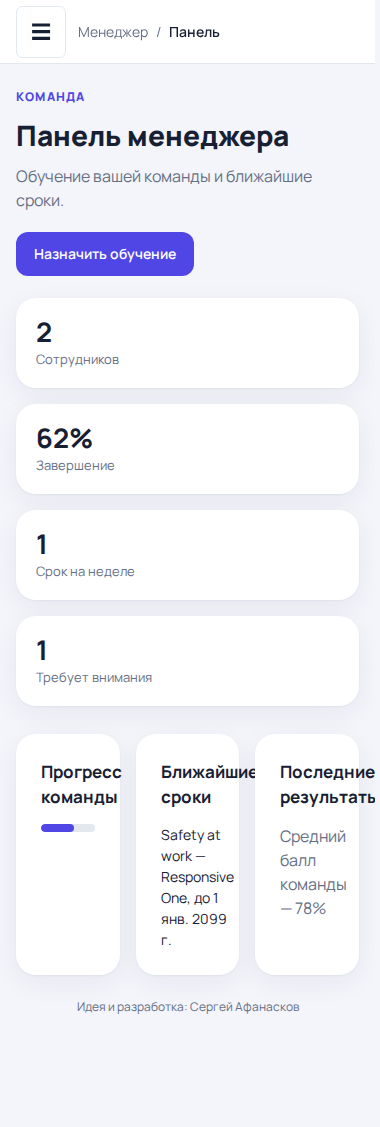 Менеджер / Панель
КОМАНДА
Панель менеджера
Обучение вашей команды и ближайшие
сроки.
Назначить обучение
2
Сотрудников
62%
Завершение
1
Срок на неделе
1
Требует внимания
Прогресс
команды
Ближайшие
сроки
Safety at
work —
Responsive
One, до 1
янв. 2099
г.
Последние
результаты
Средний
балл
команды
— 78%
Идея и разработка: Сергей Афанасков